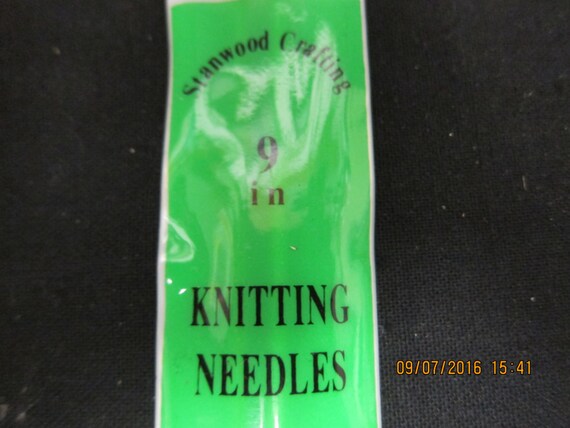 Stanwood Crafting
9
in
KNITTING
NEEDLES
09/07/2016 15:41